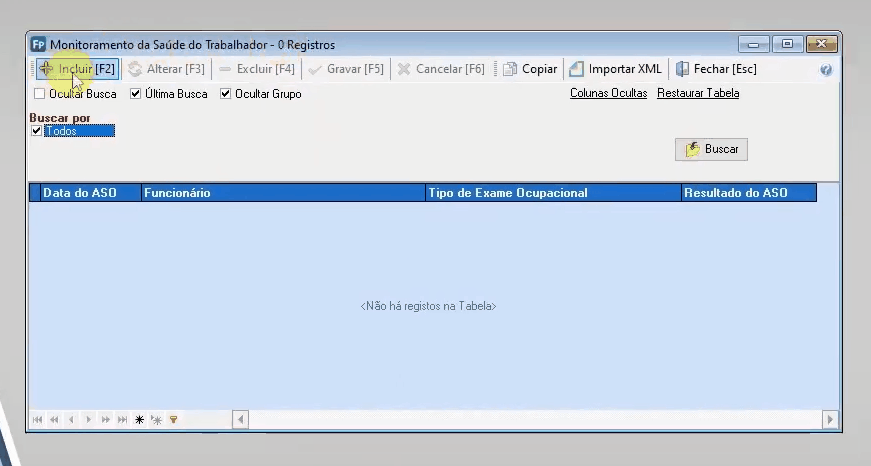 Fp Monitoramento da Saúde do Trabalhador - 0 Registros
Incluir [F2] Alterar [F3] Excluir [F4] Gravar [F5] Cancelar [F6] Copiar Importar XML Fechar [Esc]
Ocultar Busca Última Busca Ocultar Grupo Colunas Ocultas Restaurar Tabela
Buscar por
Todos
Buscar
Data do ASO Funcionário Tipo de Exame Ocupacional Resultado do ASO
<Não há registos na Tabela>